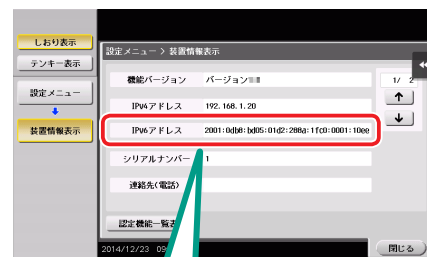 しおり表示
テンキー表示
設定メニュー
装置情報表示
設定メニュー > 装置情報表示
機能バージョン バージョン
1/ 2
IPv4アドレス 192.168.1.20
IPv6アドレス 2001:0db8:bd05:01d2:288a:1fc0:0001:10ee
シリアルナンバー 1
連絡先(電話)
認定機能一覧表
2014/12/23
閉じる